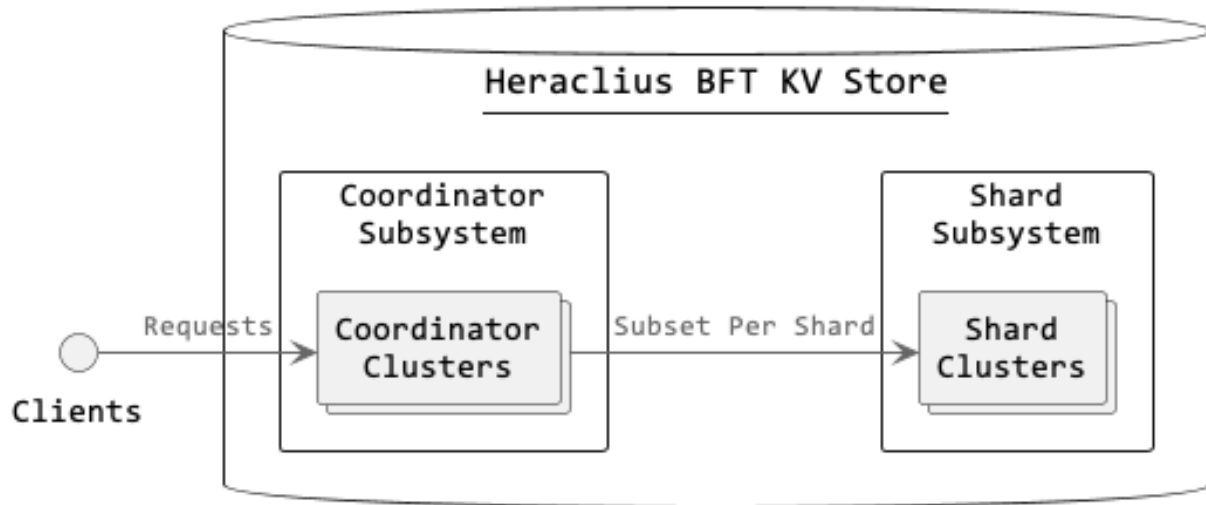 Heraclius BFT KV Store
Coordinator
Subsystem
Shard
Subsystem
Requests
Coordinator
Clusters
Subset Per Shard
Shard
Clusters
Clients